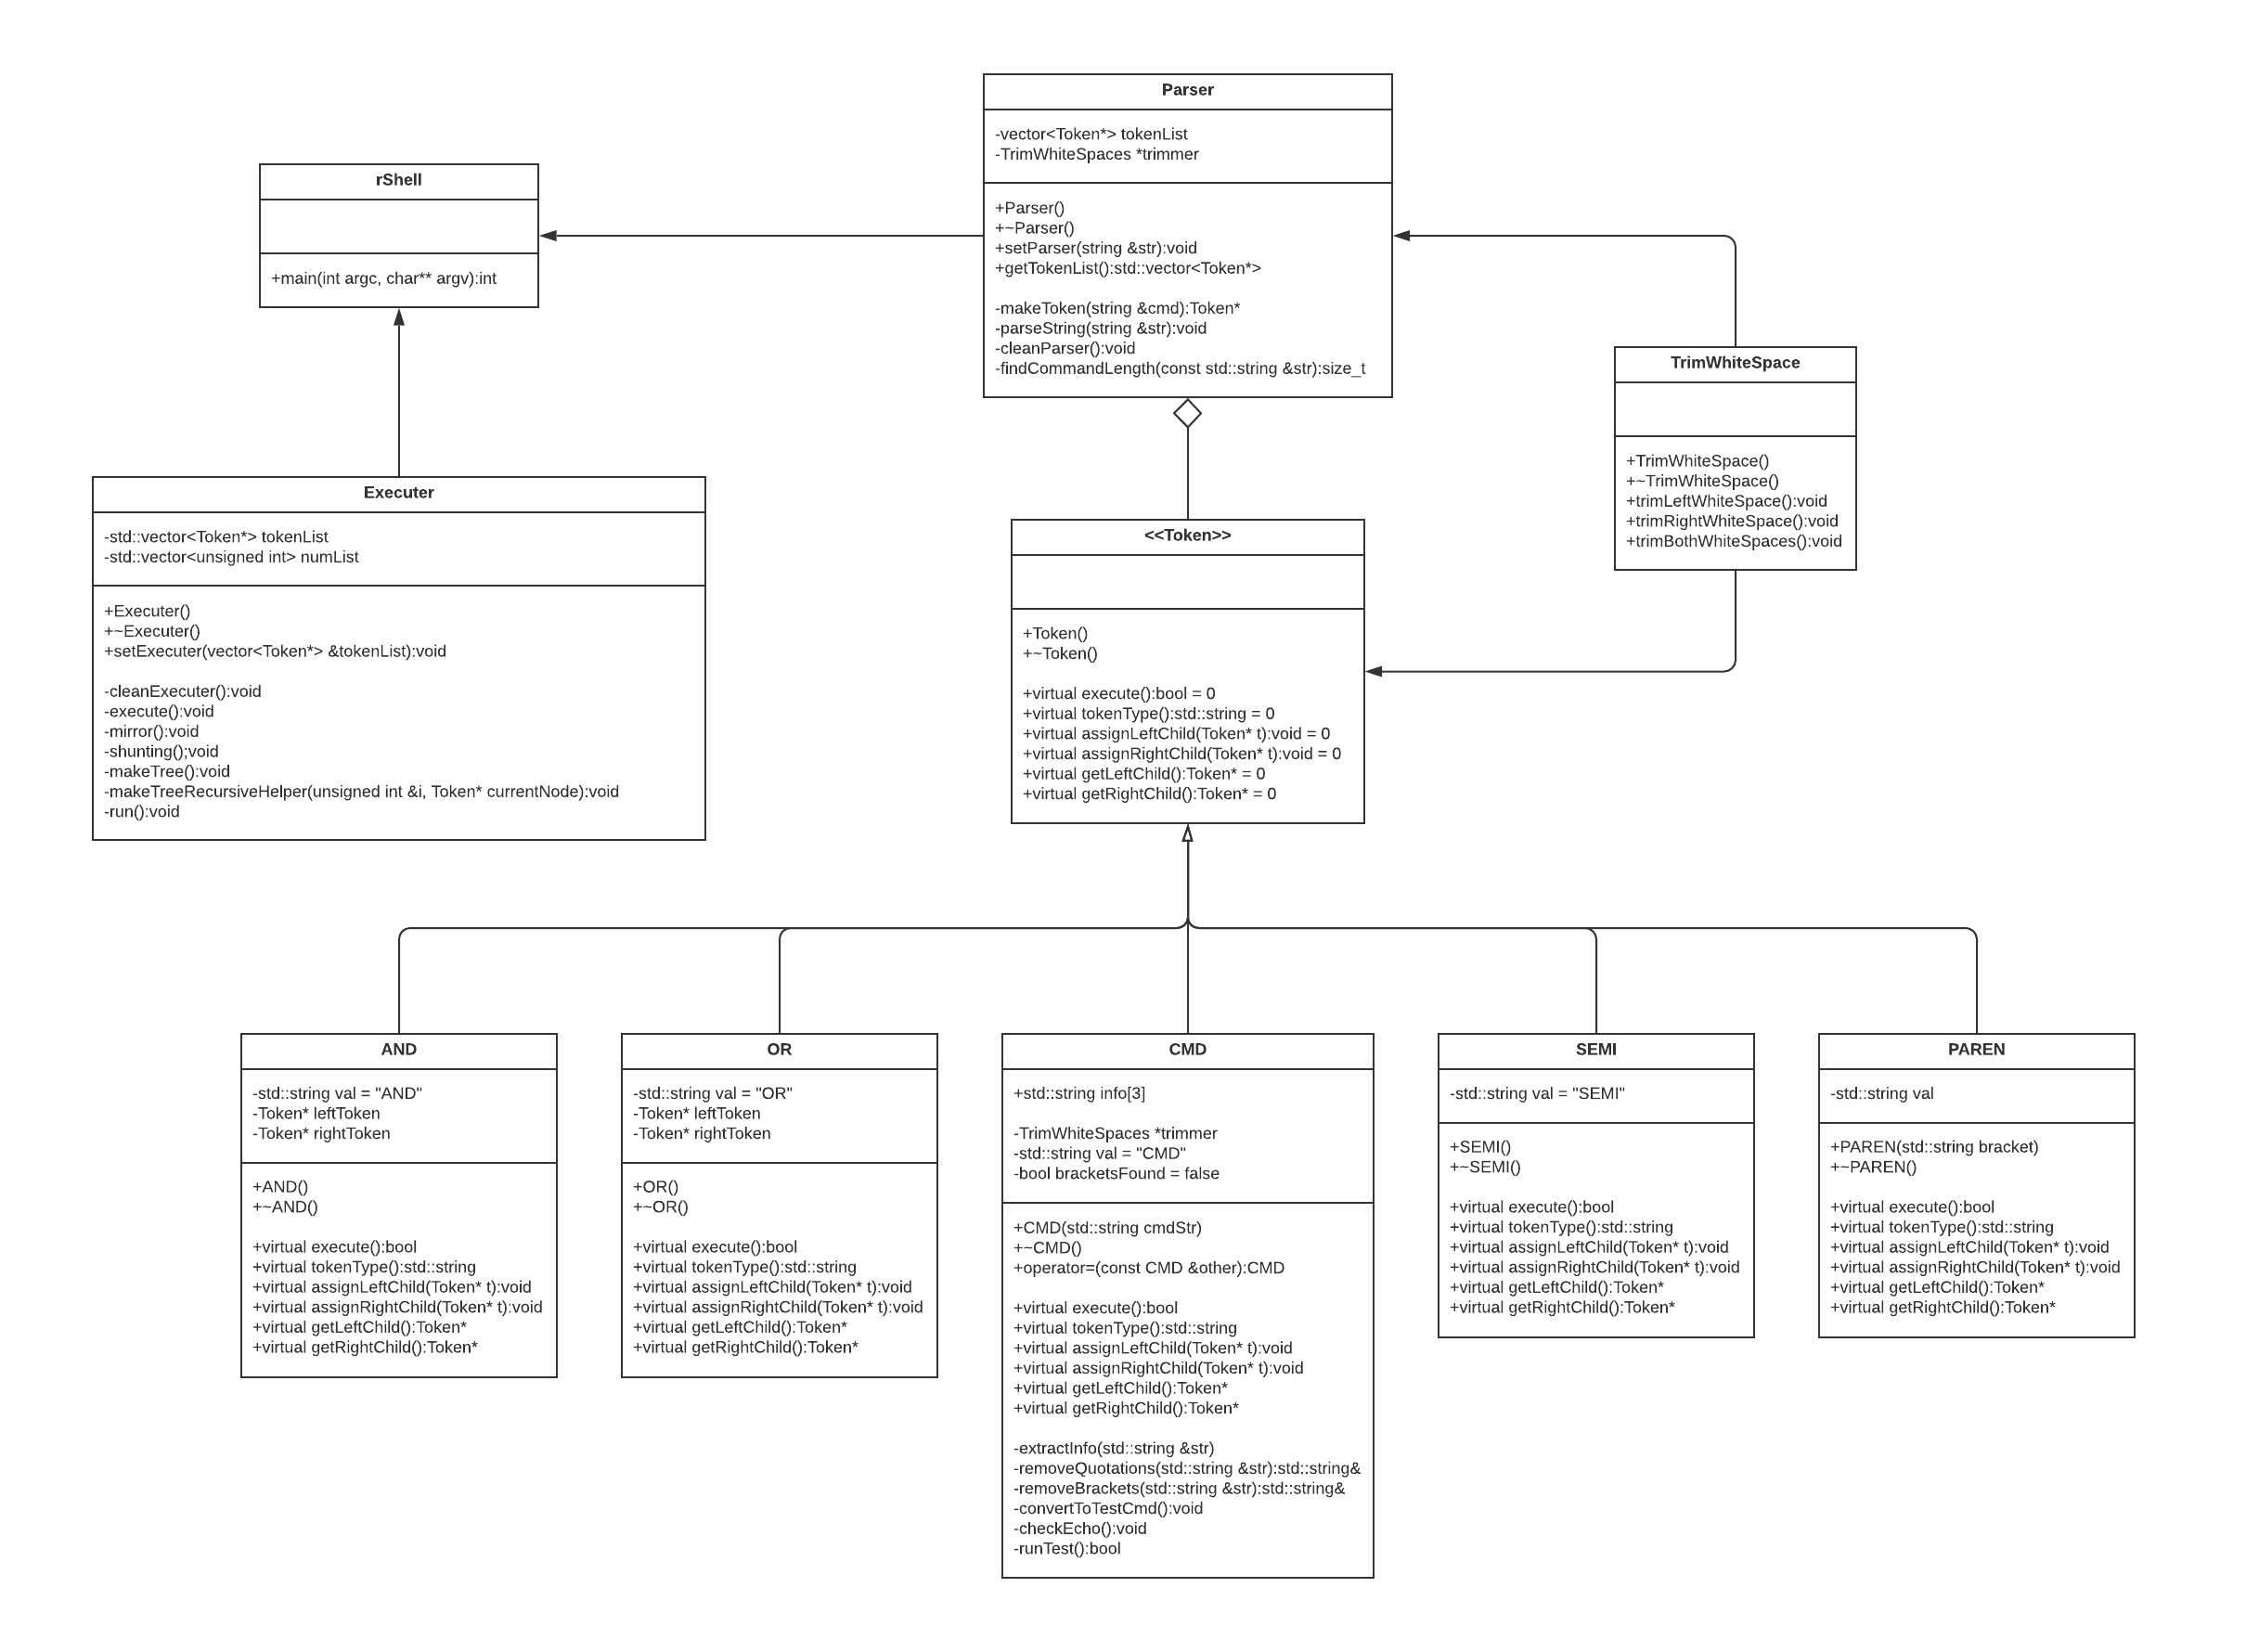 Parser
-vector<Token*> tokenList
-TrimWhiteSpaces *trimmer
+Parser()
+~Parser()
+setParser(string &str):void
+getTokenList():std::vector<Token*>
-makeToken(string &cmd):Token*
-parseString(string &str):void
-cleanParser():void
-findCommandLength(const std::string &str):size_t
rShell
+main(int argc, char** argv):int
TrimWhiteSpace
+TrimWhiteSpace()
+~TrimWhiteSpace()
+trimLeftWhiteSpace():void
+trimRightWhiteSpace():void
+trimBothWhiteSpaces():void
Executer
-std::vector<Token*> tokenList
-std::vector<unsigned int> numList
+Executer()
+~Executer()
+setExecuter(vector<Token*> &tokenList):void
-cleanExecuter():void
-execute():void
-mirror():void
-shunting();void
-makeTree():void
-makeTreeRecursiveHelper(unsigned int &i, Token* currentNode):void
-run():void
<<Token>>
+Token()
+~Token()
+virtual execute():bool = 0
+virtual tokenType():std::string = 0
+virtual assignLeftChild(Token* t):void = 0
+virtual assignRightChild(Token* t):void = 0
+virtual getLeftChild():Token* = 0
+virtual getRightChild():Token* = 0
AND
-std::string val = "AND"
-Token* leftToken
-Token* rightToken
+AND()
+~AND()
+virtual execute():bool
+virtual tokenType():std::string
+virtual assignLeftChild(Token* t):void
+virtual assignRightChild(Token* t):void
+virtual getLeftChild():Token*
+virtual getRightChild():Token*
OR
-std::string val = "OR"
-Token* leftToken
-Token* rightToken
+OR()
+~OR()
+virtual execute():bool
+virtual tokenType():std::string
+virtual assignLeftChild(Token* t):void
+virtual assignRightChild(Token* t):void
+virtual getLeftChild():Token*
+virtual getRightChild():Token*
CMD
+std::string info[3]
-TrimWhiteSpaces *trimmer
-std::string val = "CMD"
-bool bracketsFound = false
+CMD(std::string cmdStr)
+~CMD()
+operator=(const CMD &other):CMD
+virtual execute():bool
+virtual tokenType():std::string
+virtual assignLeftChild(Token* t):void
+virtual assignRightChild(Token* t):void
+virtual getLeftChild():Token*
+virtual getRightChild():Token*
-extractInfo(std::string &str)
-removeQuotations(std::string &str):std::string&
-removeBrackets(std::string &str):std::string&
-convertToTestCmd():void
-checkEcho():void
-runTest():bool
SEMI
-std::string val = "SEMI"
+SEMI()
+~SEMI()
+virtual execute():bool
+virtual tokenType():std::string
+virtual assignLeftChild(Token* t):void
+virtual assignRightChild(Token* t):void
+virtual getLeftChild():Token*
+virtual getRightChild():Token*
PAREN
-std::string val
+PAREN(std::string bracket)
+~PAREN()
+virtual execute():bool
+virtual tokenType():std::string
+virtual assignLeftChild(Token* t):void
+virtual assignRightChild(Token* t):void
+virtual getLeftChild():Token*
+virtual getRightChild():Token*